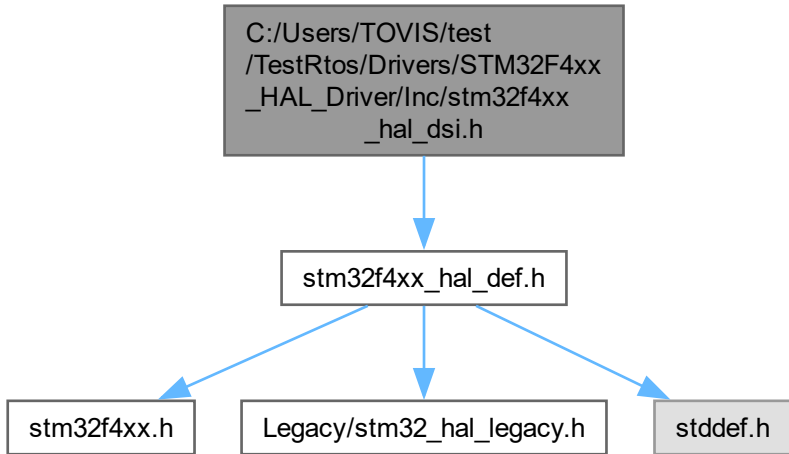 C:/Users/TOVIS/test
/TestRtos/Drivers/STM32F4xx
_HAL_Driver/Inc/stm32f4xx
_hal_dsi.h
stm32f4xx_hal_def.h
stm32f4xx.h
Legacy/stm32_hal_legacy.h
stddef.h